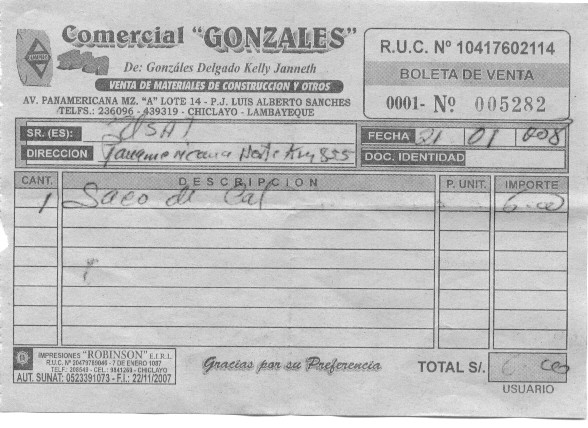 Comercial "GONZALES"
De: Gonzáles Delgado Kelly Janneth
VENTA DE MATERIALES DE CONSTRUCCION Y OTROS
AV. PANAMERICANA MZ. "A" LOTE 14 - P.J. LUIS ALBERTO SANCHES
TELFS.: 236096 - 439319 - CHICLAYO - LAMBAYEQUE
R.U.C. Nº 10417602114
BOLETA DE VENTA
0001- Nº 005282
SR. (ES): USAT
FECHA 21 01 008
DIRECCION Panamericana Norte Km 855
DOC. IDENTIDAD
CANT. DESCRIPCION P. UNIT. IMPORTE
1 Saco de Cal 6.00
IMPRESIONES "ROBINSON" E.I.R.L.
R.U.C. Nº 20479785046 - 7 DE ENERO 1087
TELF.: 208549 - CEL.: 9841269 - CHICLAYO
AUT. SUNAT: 0523391073 - F.I.: 22/11/2007
Gracias por su Preferencia
TOTAL S/. 6.00
USUARIO